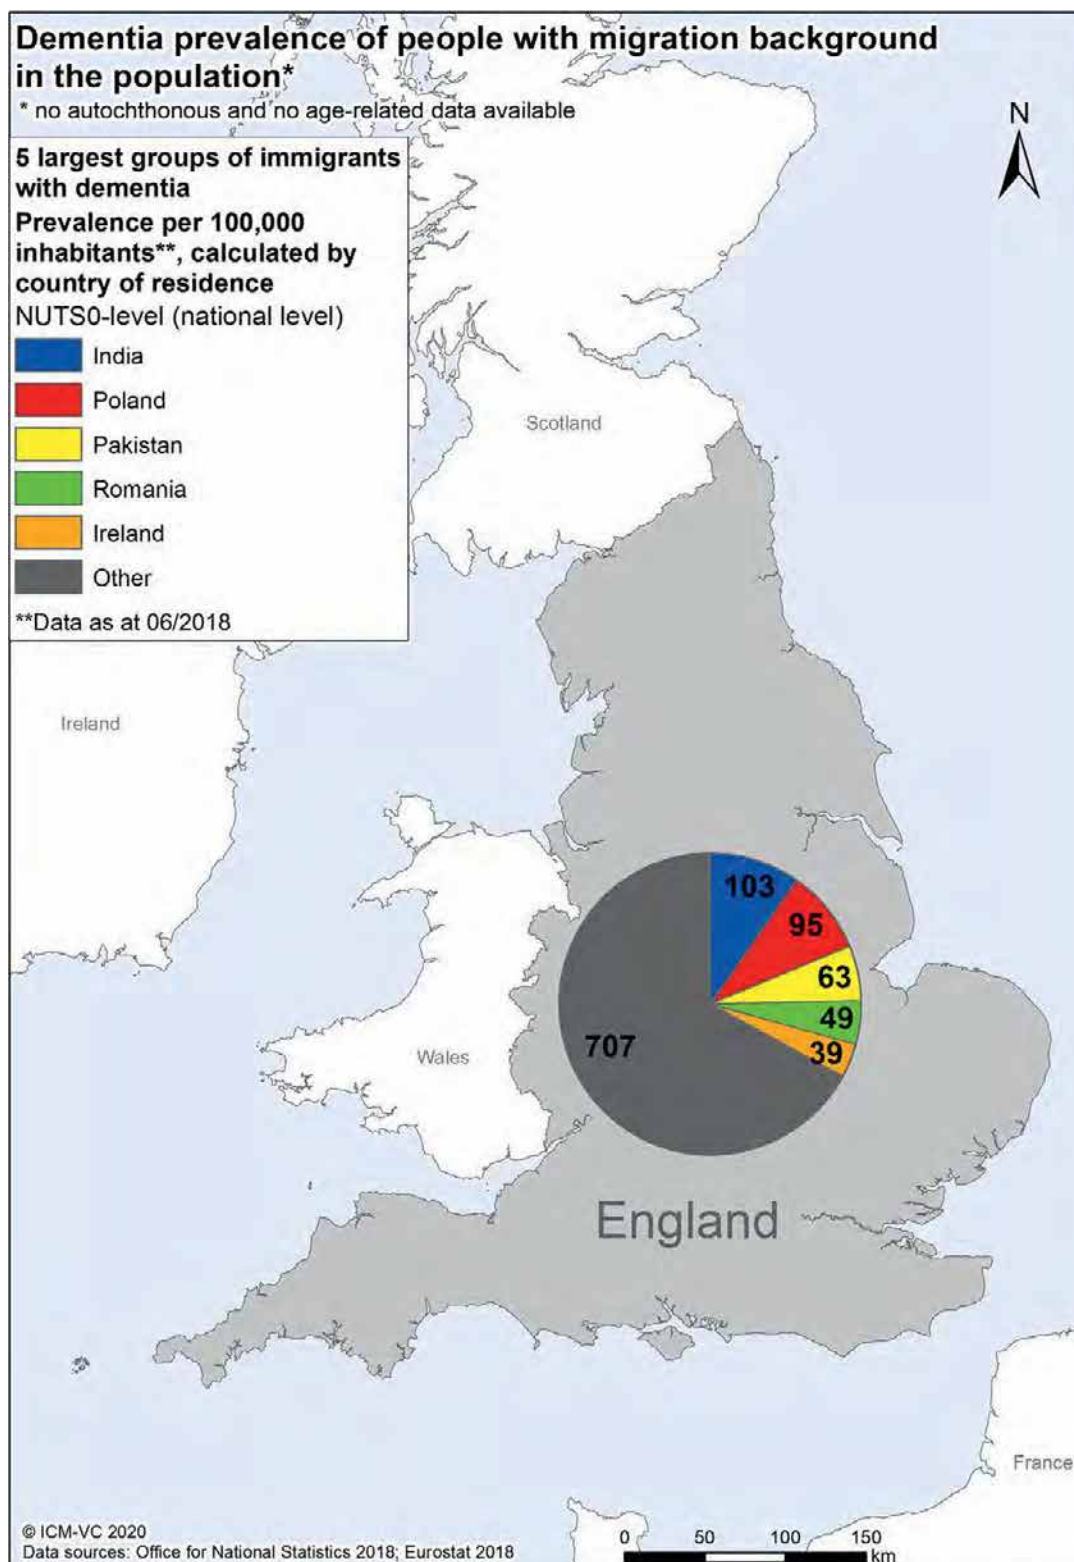 Dementia prevalence of people with migration background
in the population*
* no autochthonous and no age-related data available
N
5 largest groups of immigrants
with dementia
Prevalence per 100,000
inhabitants**, calculated by
country of residence
NUTS0-level (national level)
India
Poland
Pakistan
Romania
Ireland
Other
**Data as at 06/2018
Scotland
Ireland
Wales
103
95
63
49
39
707
England
France
© ICM-VC 2020
Data sources: Office for National Statistics 2018; Eurostat 2018
0 50 100 150
km